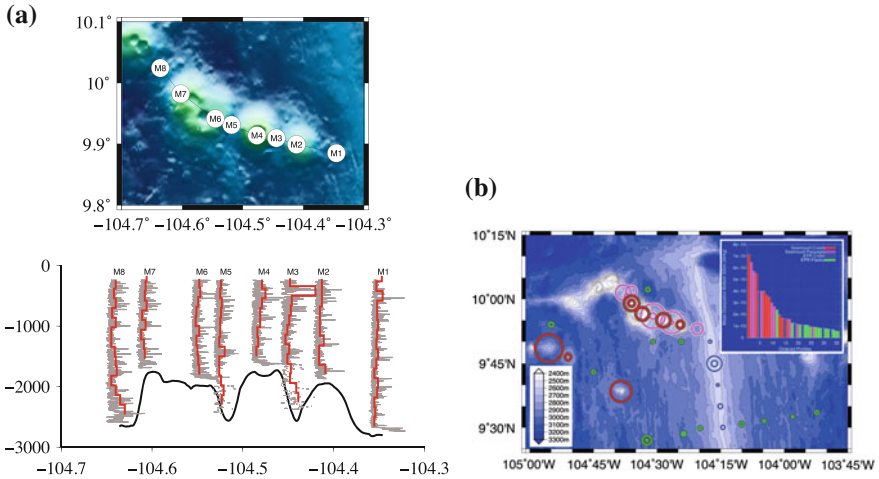 (a)
10.1°
10°
9.9°
9.8°
M8
M7
M6
M5
M4
M3
M2
M1
−104.7° −104.6° −104.5° −104.4° −104.3°
0
−1000
−2000
−3000
M8 M7 M6 M5 M4 M3 M2 M1
−104.7 −104.6 −104.5 −104.4 −104.3
(b)
10°15'N
10°00'N
9°45'W
9°30'W
2400m
2600m
2700m
2800m
2900m
3000m
3100m
3200m
3300m
105°00'W 104°45'W 104°30'W 104°15'W 104°00'W 103°45'W